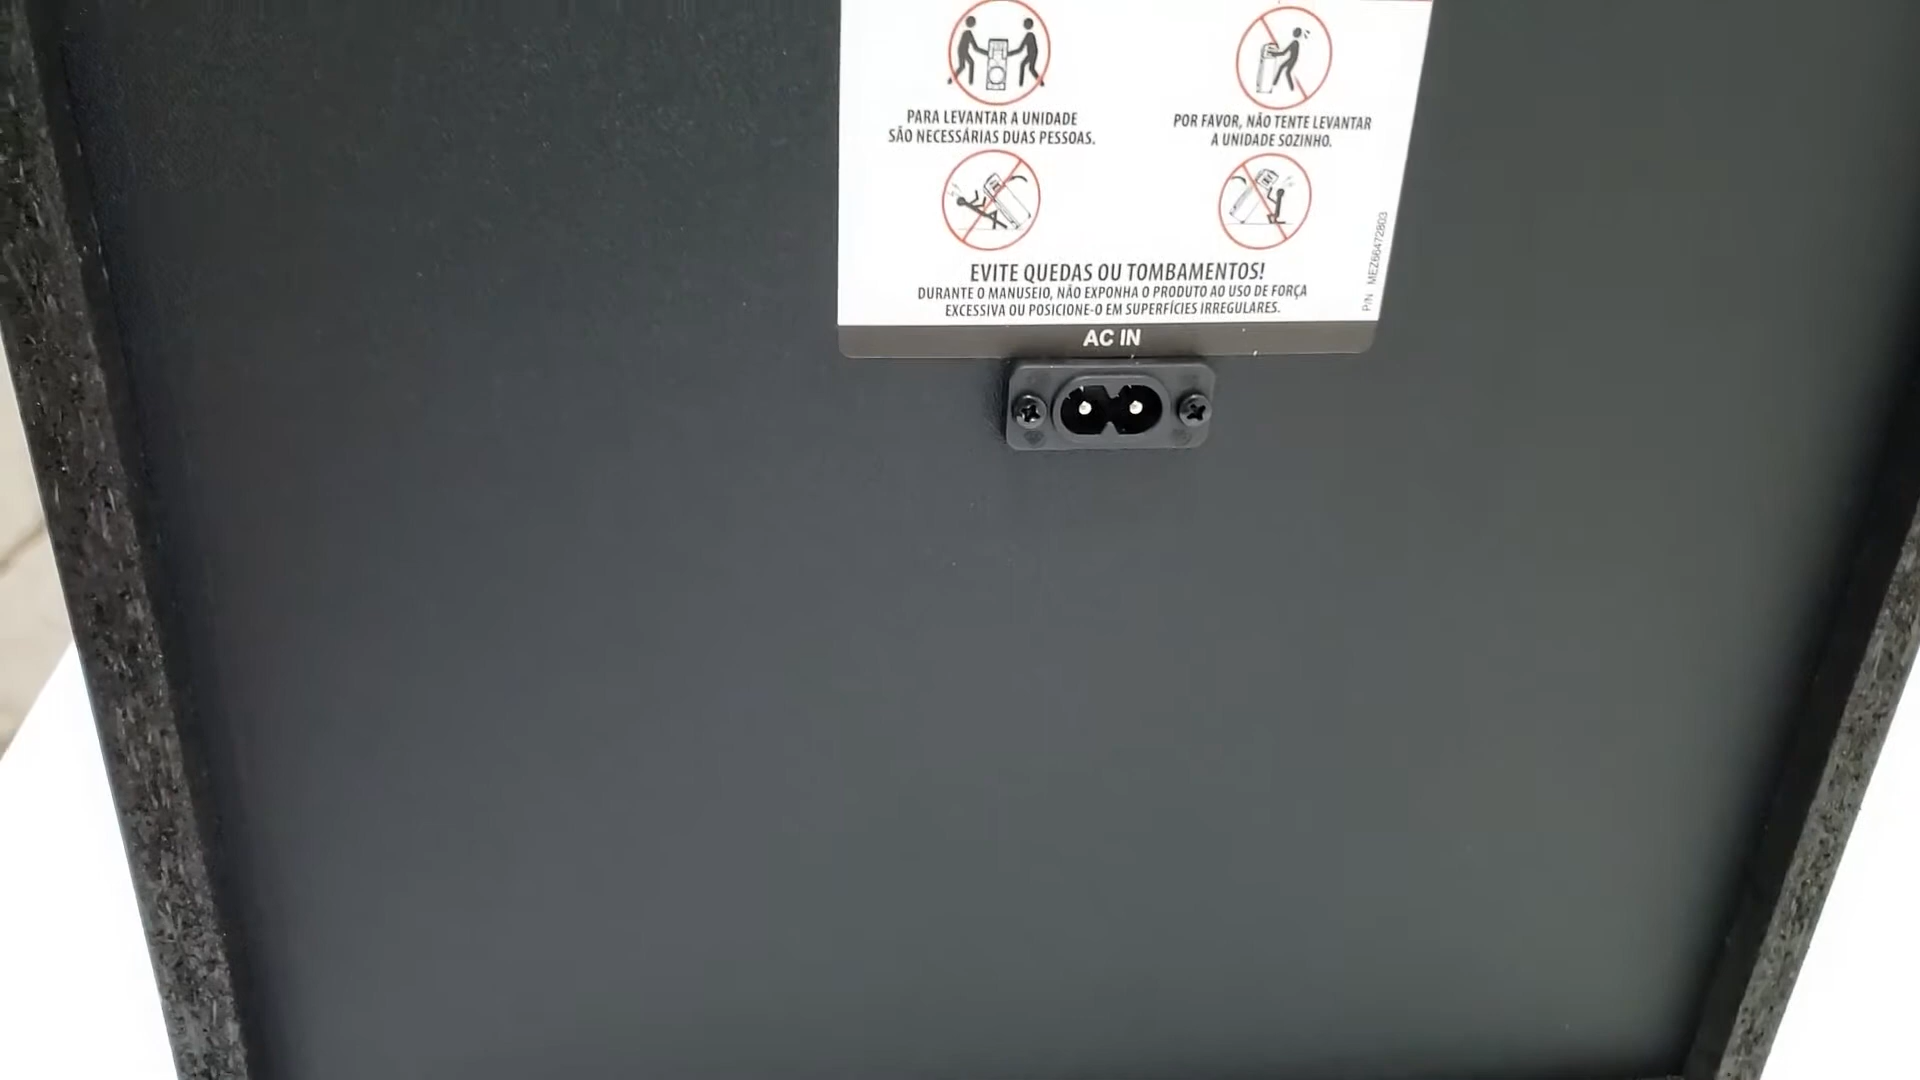 PARA LEVANTAR A UNIDADE
SÃO NECESSÁRIAS DUAS PESSOAS.
POR FAVOR, NÃO TENTE LEVANTAR
A UNIDADE SOZINHO.
EVITE QUEDAS OU TOMBAMENTOS!
DURANTE O MANUSEIO, NÃO EXPONHA O PRODUTO AO USO DE FORÇA
EXCESSIVA OU POSICIONE-O EM SUPERFÍCIES IRREGULARES.
P/N MEZ66472803
AC IN